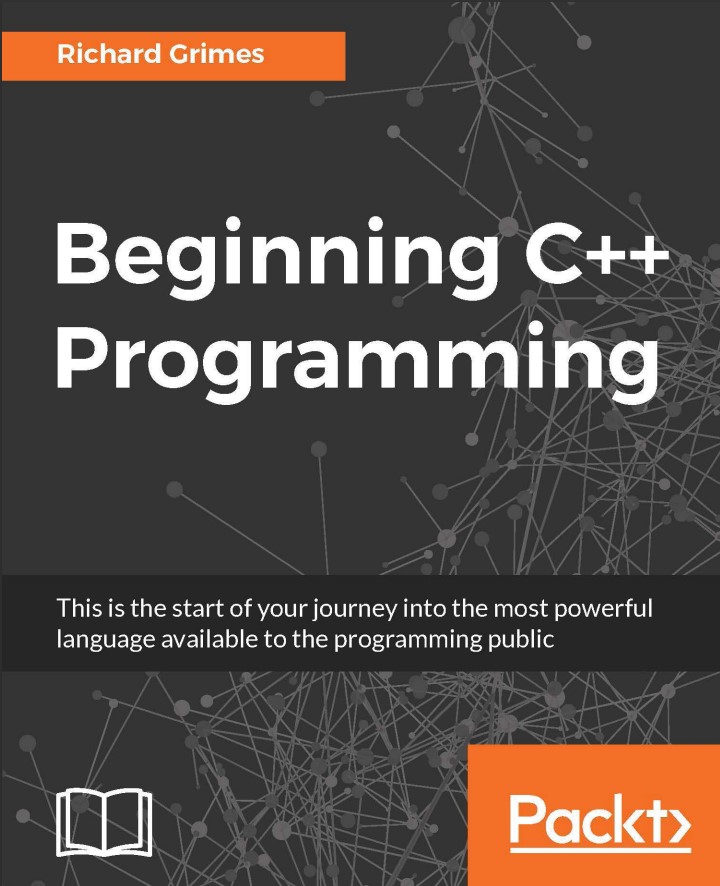 Richard Grimes
Beginning C++
Programming
This is the start of your journey into the most powerful
language available to the programming public
Packt>